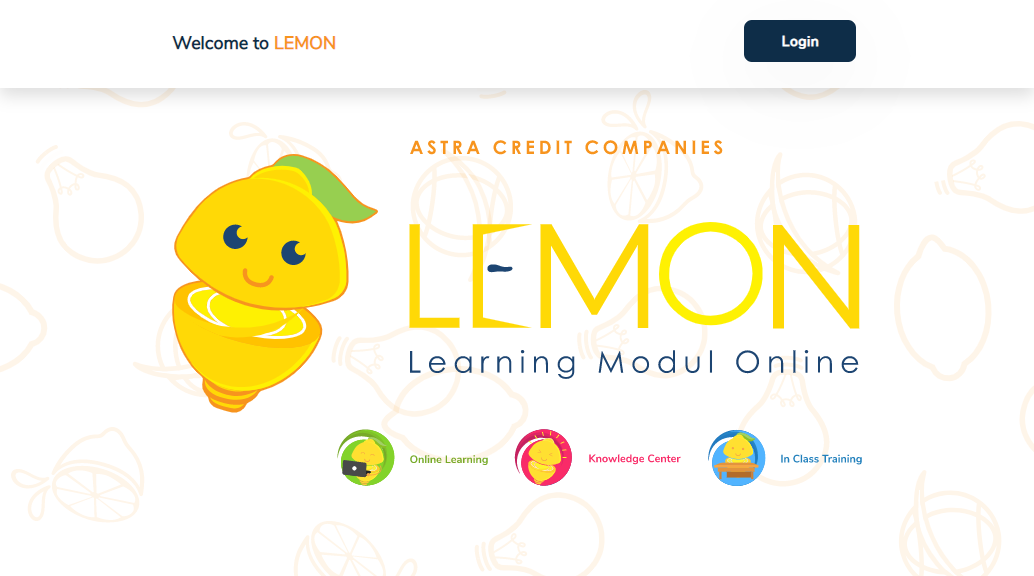 Welcome to LEMON
Login
ASTRA CREDIT COMPANIES
LEMON
Learning Modul Online
Online Learning
Knowledge Center
In Class Training